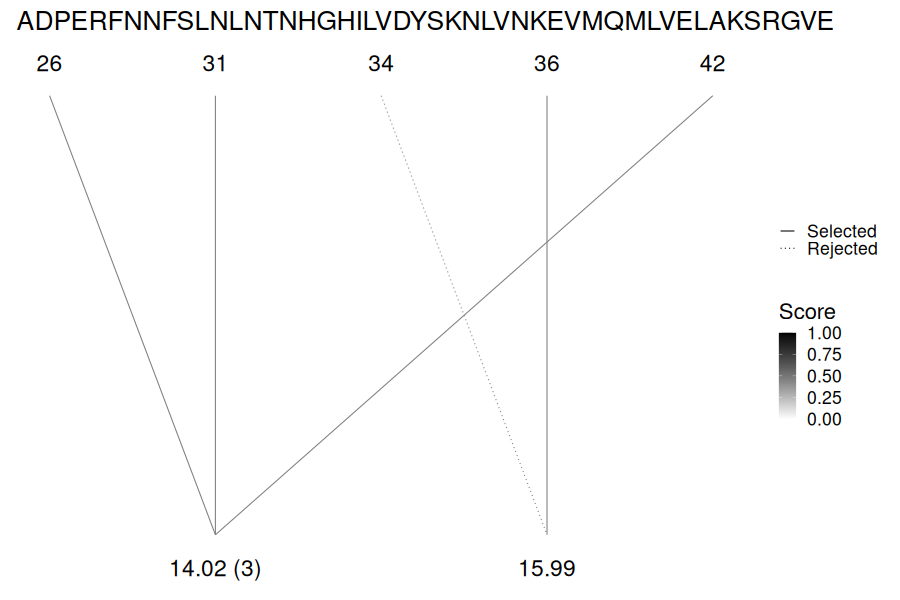 ADPERFNNFSLNLNTNHGHILVDYSKNLVNKEVMQMLVELAKSRGVE
26 31 34 36 42
Selected
Rejected
Score
1.00
0.75
0.50
0.25
0.00
14.02 (3) 15.99